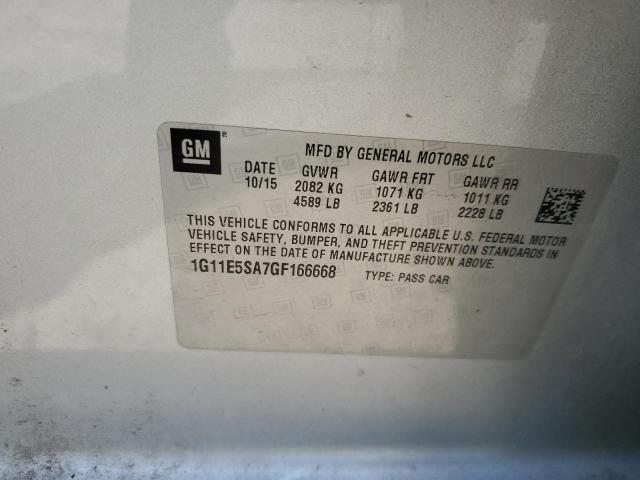 GM ®
MFD BY GENERAL MOTORS LLC
DATE GVWR GAWR FRT GAWR RR
10/15 2082 KG 1071 KG 1011 KG
4589 LB 2361 LB 2228 LB
THIS VEHICLE CONFORMS TO ALL APPLICABLE U.S. FEDERAL MOTOR
VEHICLE SAFETY, BUMPER, AND THEFT PREVENTION STANDARDS IN
EFFECT ON THE DATE OF MANUFACTURE SHOWN ABOVE.
1G11E5SA7GF166668 TYPE: PASS CAR